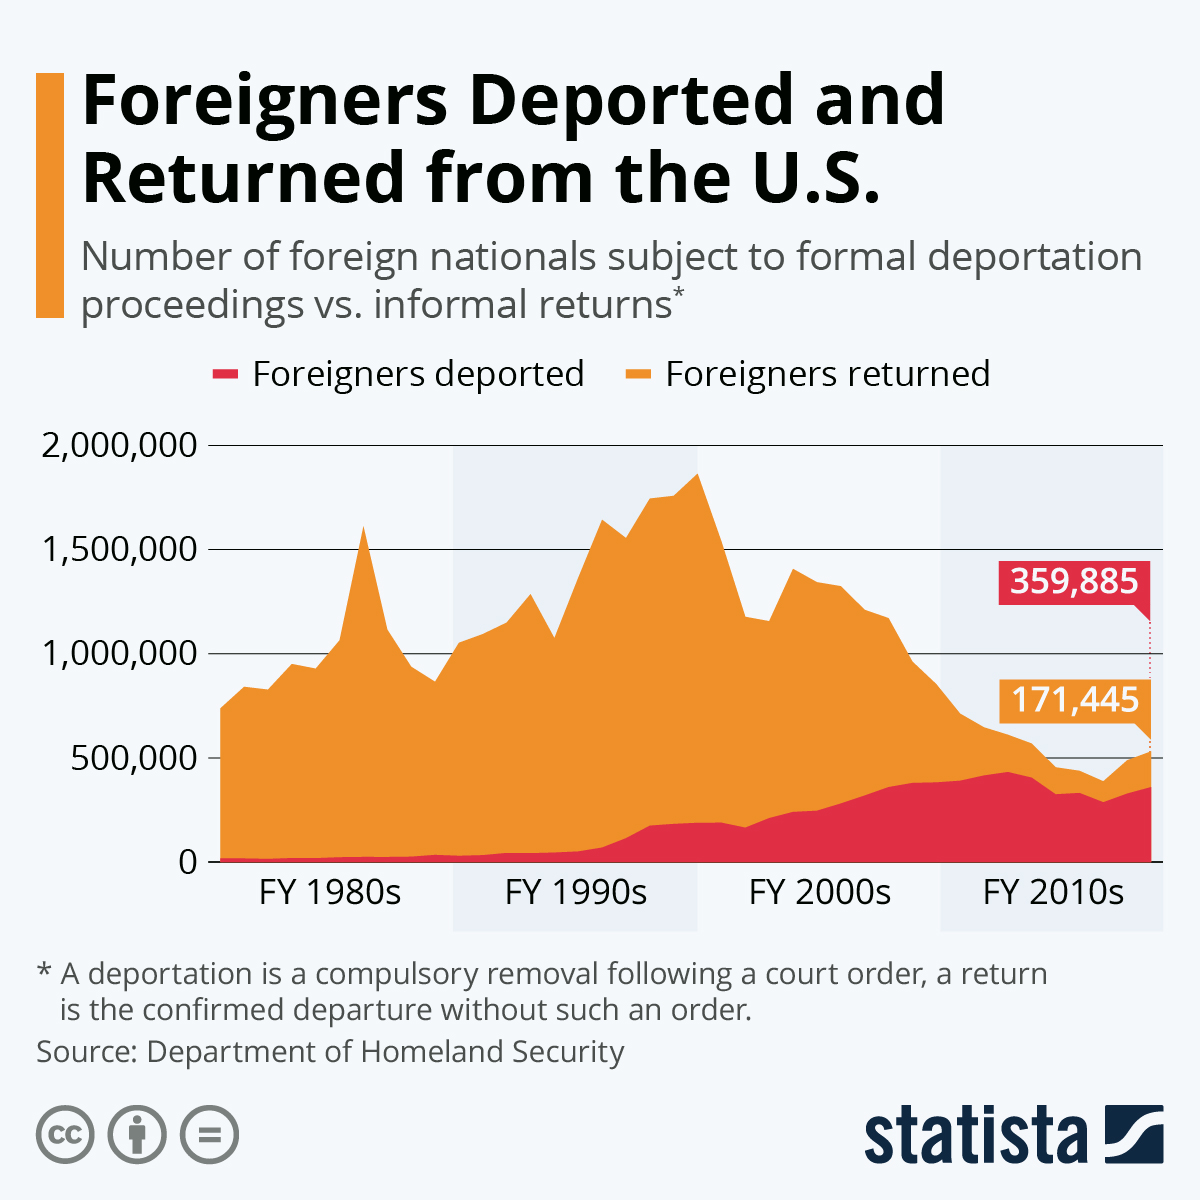 Foreigners Deported and
Returned from the U.S.
Number of foreign nationals subject to formal deportation
proceedings vs. informal returns*
Foreigners deported
Foreigners returned
2,000,000
1,500,000
1,000,000
500,000
0
359,885
171,445
FY 1980s
FY 1990s
FY 2000s
FY 2010s
* A deportation is a compulsory removal following a court order, a return
is the confirmed departure without such an order.
Source: Department of Homeland Security
cc
=
statista